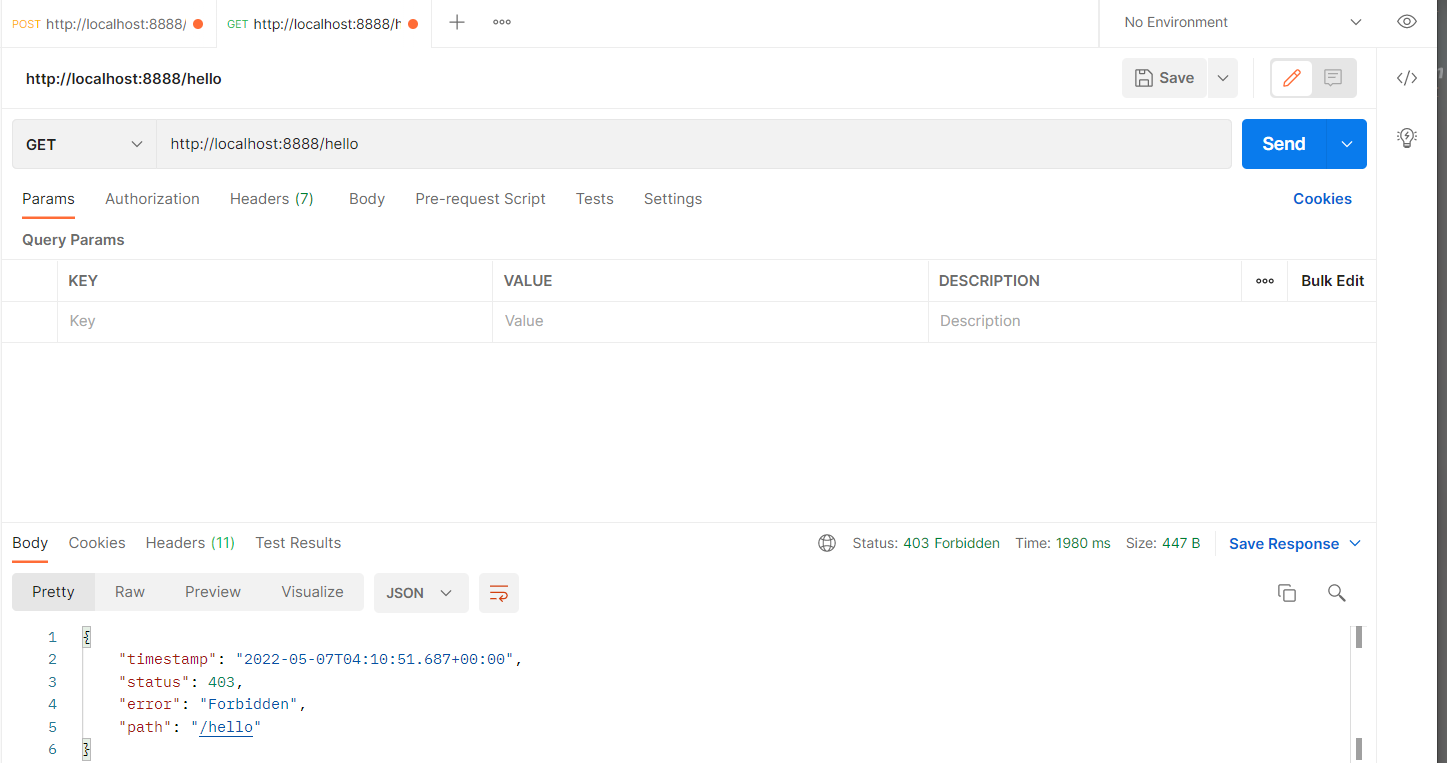 POST http://localhost:8888/ GET http://localhost:8888/h No Environment
http://localhost:8888/hello Save
GET http://localhost:8888/hello Send
Params Authorization Headers (7) Body Pre-request Script Tests Settings Cookies
Query Params
KEY VALUE DESCRIPTION Bulk Edit
Key Value Description
Body Cookies Headers (11) Test Results Status: 403 Forbidden Time: 1980 ms Size: 447 B Save Response
Pretty Raw Preview Visualize JSON
1 {
2 "timestamp": "2022-05-07T04:10:51.687+00:00",
3 "status": 403,
4 "error": "Forbidden",
5 "path": "/hello"
6 }